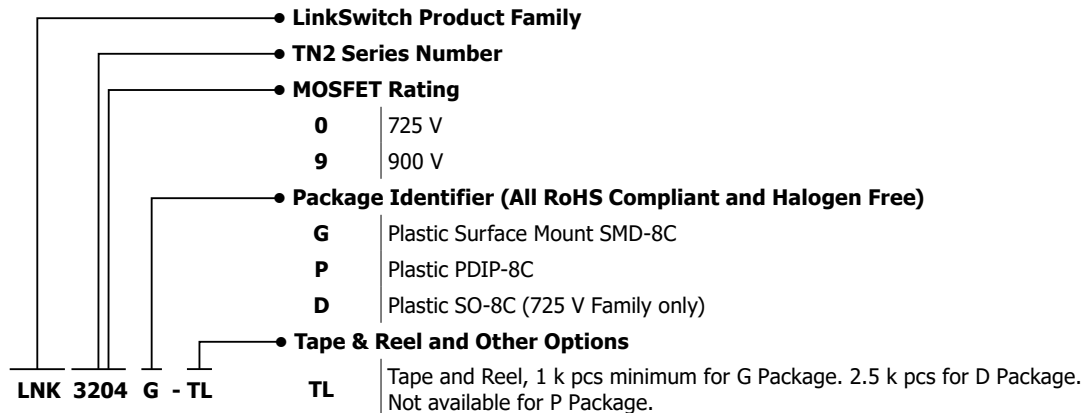 LinkSwitch Product Family
TN2 Series Number
MOSFET Rating
0 725 V
9 900 V
Package Identifier (All RoHS Compliant and Halogen Free)
G Plastic Surface Mount SMD-8C
P Plastic PDIP-8C
D Plastic SO-8C (725 V Family only)
Tape & Reel and Other Options
LNK 3204 G - TL
TL Tape and Reel, 1 k pcs minimum for G Package. 2.5 k pcs for D Package.
Not available for P Package.